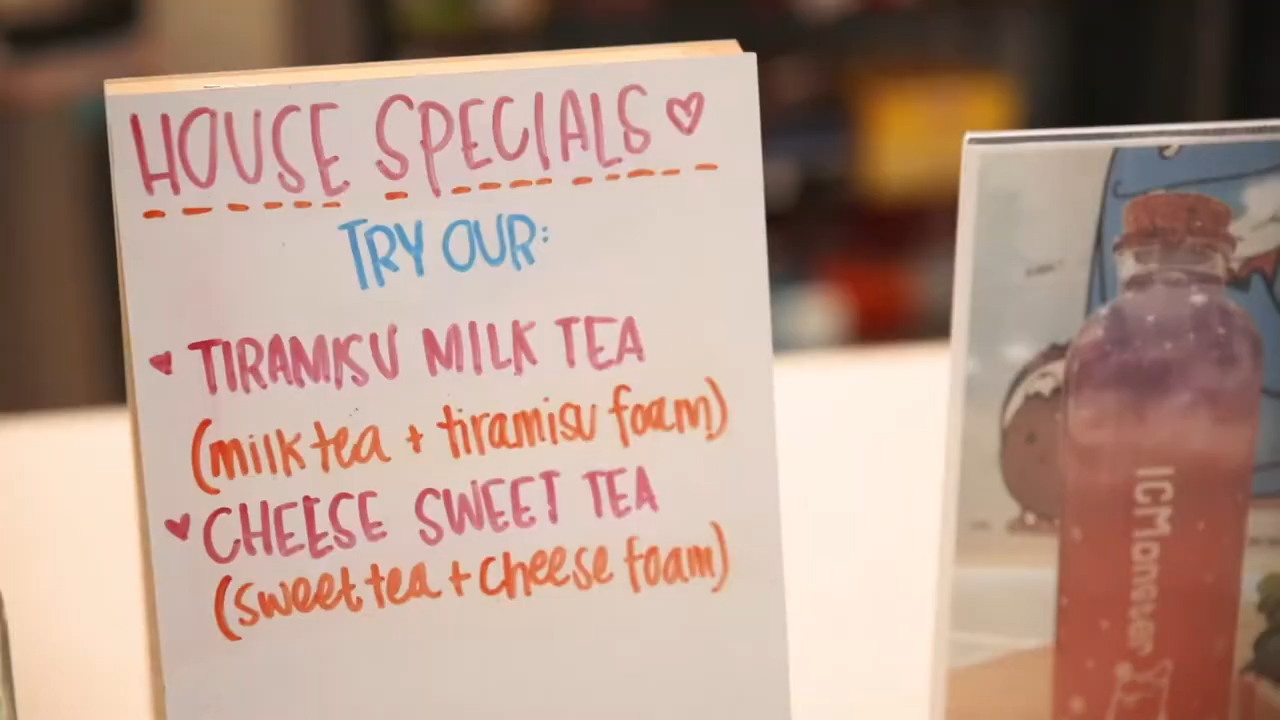 HOUSE SPECIALS
TRY OUR:
TIRAMISU MILK TEA
(milk tea + tiramisu foam)
CHEESE SWEET TEA
(sweet tea + cheese foam)
ICMonster